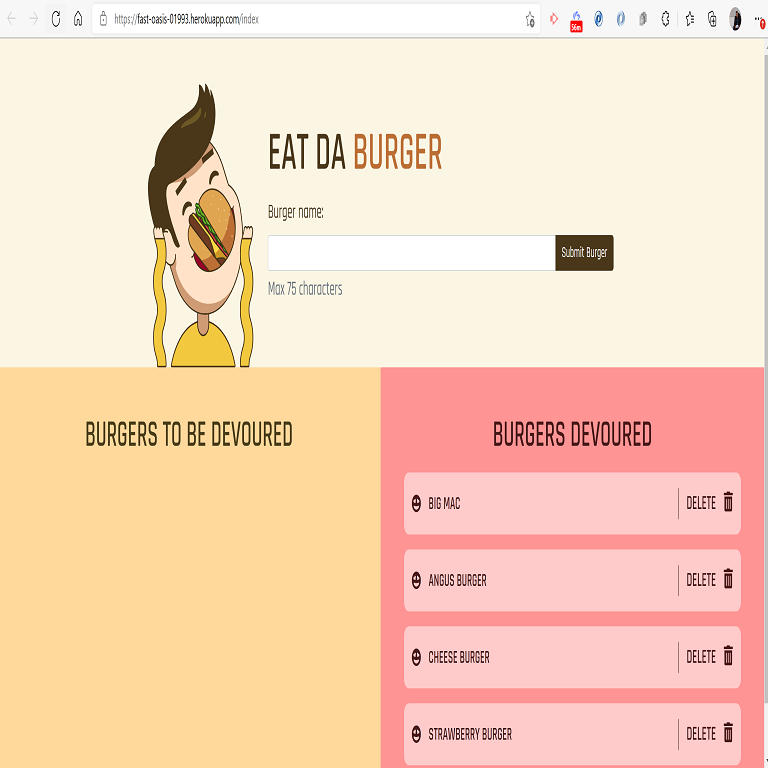 https://fast-oasis-01993.herokuapp.com/index
56m
EAT DA BURGER
Burger name:
Submit Burger
Max 75 characters
BURGERS TO BE DEVOURED
BURGERS DEVOURED
BIG MAC
DELETE
ANGUS BURGER
DELETE
CHEESE BURGER
DELETE
STRAWBERRY BURGER
DELETE